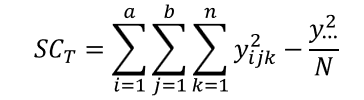 $$SC_T = \sum_{i=1}^{a} \sum_{j=1}^{b} \sum_{k=1}^{n} y_{ijk}^2 - \frac{y_{...}^2}{N}$$